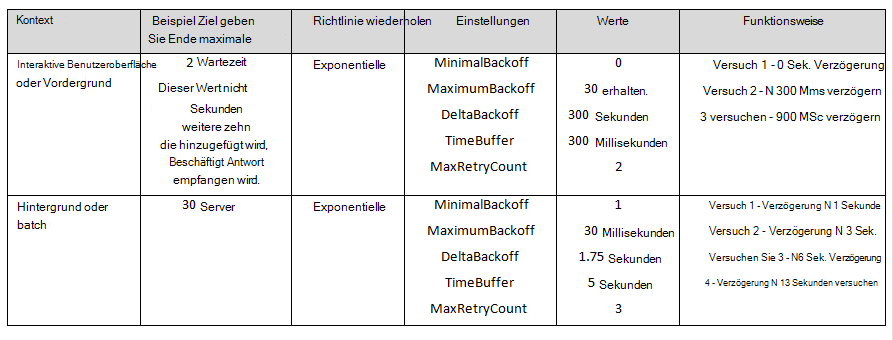 Kontext
Beispiel Ziel geben
Sie Ende maximale
Richtlinie wiederholen
Einstellungen
Werte
Funktionsweise
Interaktive Benutzeroberfläche
oder Vordergrund
2 Wartezeit
Dieser Wert nicht
Sekunden
weitere zehn
die hinzugefügt wird,
Beschäftigt Antwort
empfangen wird.
Exponentielle
MinimalBackoff
MaximumBackoff
DeltaBackoff
TimeBuffer
MaxRetryCount
0
30 erhalten.
300 Sekunden
300 Millisekunden
2
Versuch 1 - 0 Sek. Verzögerung
Versuch 2 - N 300 Mms verzögern
3 versuchen - 900 MSc verzögern
Hintergrund oder
batch
30 Server
Exponentielle
MinimalBackoff
MaximumBackoff
DeltaBackoff
TimeBuffer
MaxRetryCount
1
30 Millisekunden
1.75 Sekunden
5 Sekunden
3
Versuch 1 - Verzögerung N 1 Sekunde
Versuch 2 - Verzögerung N 3 Sek.
Versuchen Sie 3 - N6 Sek. Verzögerung
4 - Verzögerung N 13 Sekunden versuchen